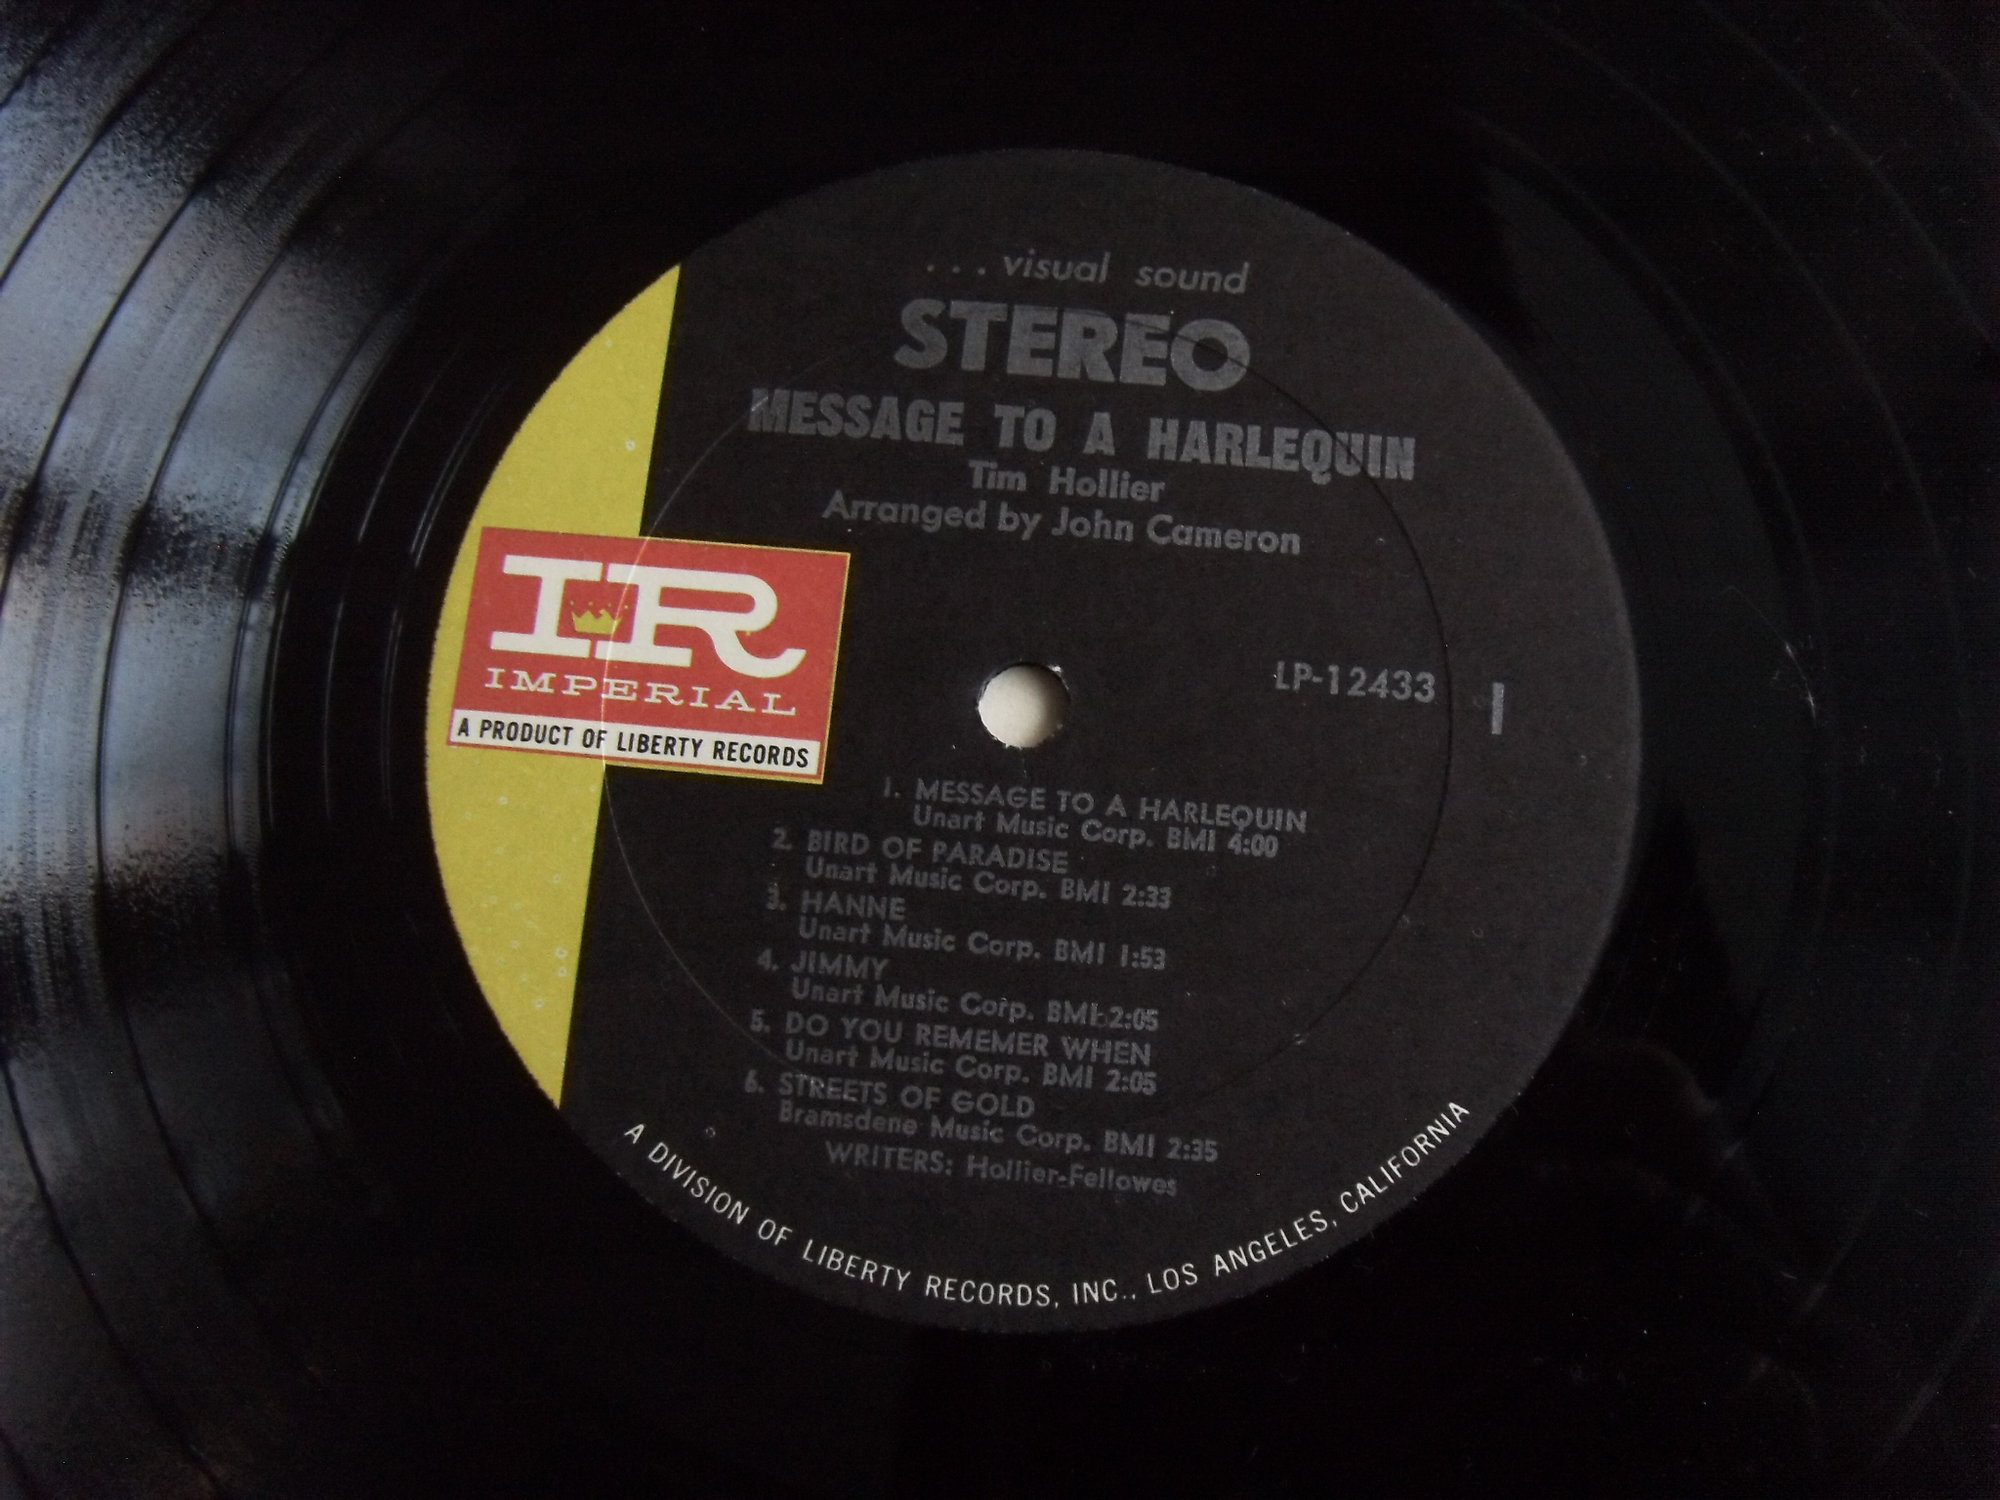 . . . visual sound
STEREO
MESSAGE TO A HARLEQUIN
Tim Hollier
Arranged by John Cameron
IR
IMPERIAL
A PRODUCT OF LIBERTY RECORDS
LP-12433 1
1. MESSAGE TO A HARLEQUIN
Unart Music Corp. BMI 4:00
2. BIRD OF PARADISE
Unart Music Corp. BMI 2:33
3. HANNE
Unart Music Corp. BMI 1:53
4. JIMMY
Unart Music Corp. BMI 2:05
5. DO YOU REMEMER WHEN
Unart Music Corp. BMI 2:05
6. STREETS OF GOLD
Bramsdene Music Corp. BMI 2:35
WRITERS: Hollier-Fellowes
A DIVISION OF LIBERTY RECORDS, INC., LOS ANGELES, CALIFORNIA